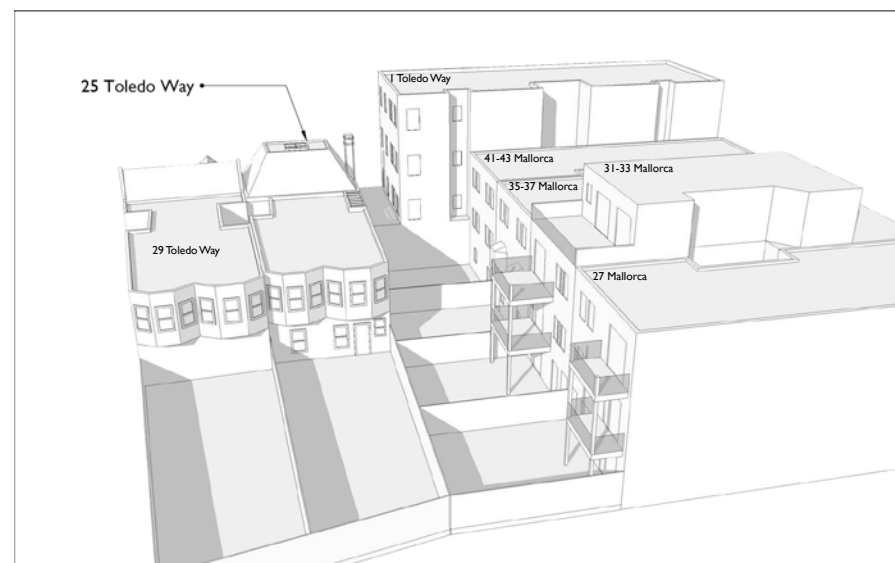 1 Toledo Way
25 Toledo Way
41-43 Mallorca
31-33 Mallorca
35-37 Mallorca
29 Toledo Way
27 Mallorca